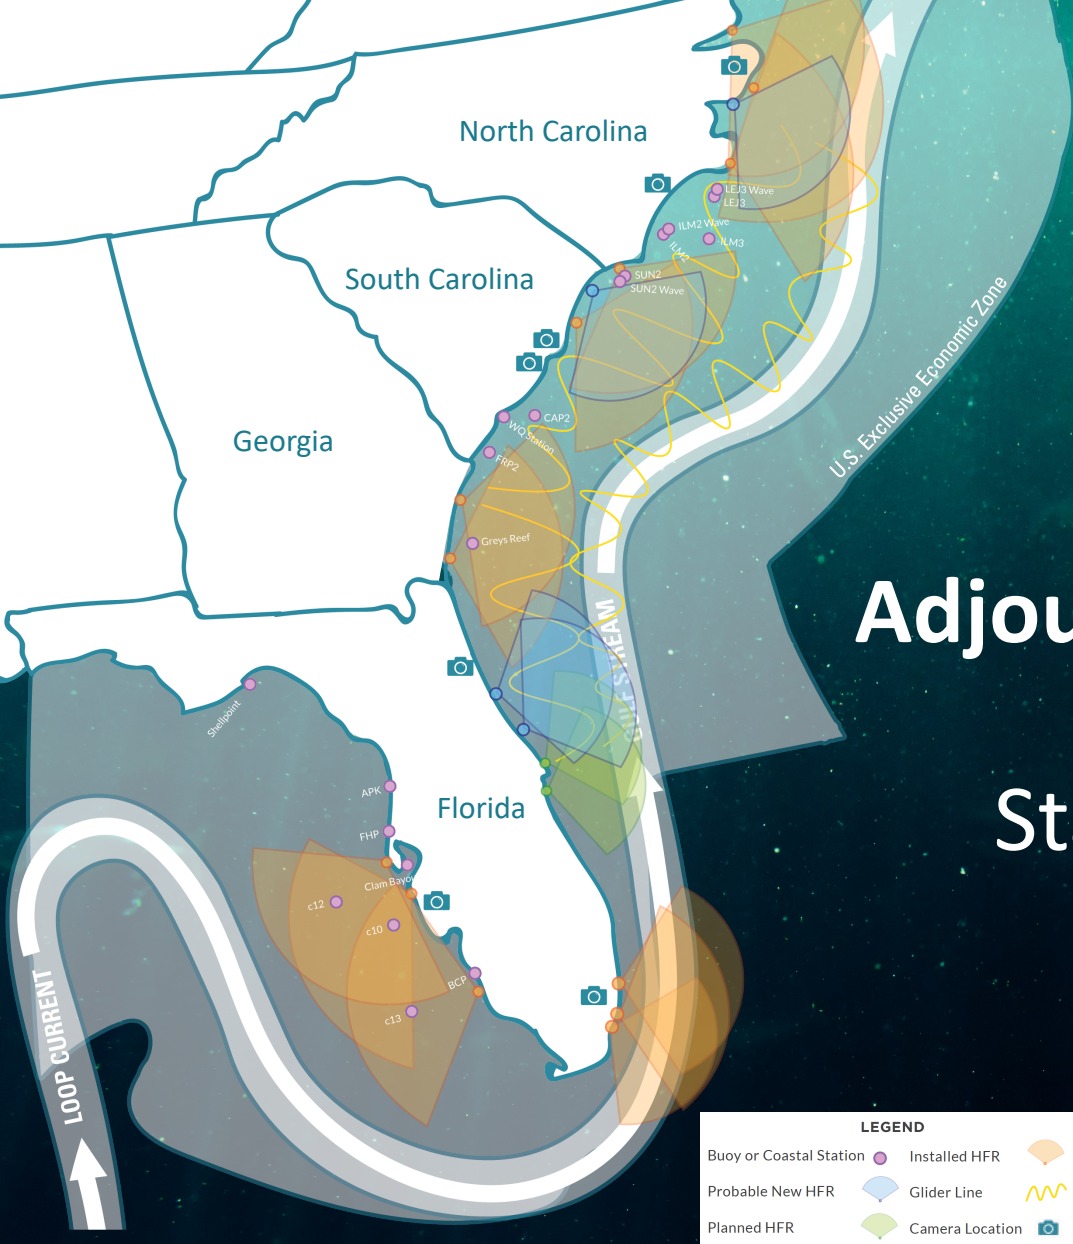 North Carolina
LEJ3 Wave
LEJ3
ILM2 Wave
ILM2
ILM3
South Carolina
SUN2
SUN2 Wave
U.S. Exclusive Economic Zone
CAP2
WQ Station
Georgia
FRP2
Greys Reef
Adjou
GULF STREAM
Shellpoint
APK
Florida
St
FHP
Clam Bayou
c12
c10
BCP
c13
LOOP CURRENT
LEGEND
Buoy or Coastal Station
Installed HFR
Probable New HFR
Glider Line
Planned HFR
Camera Location